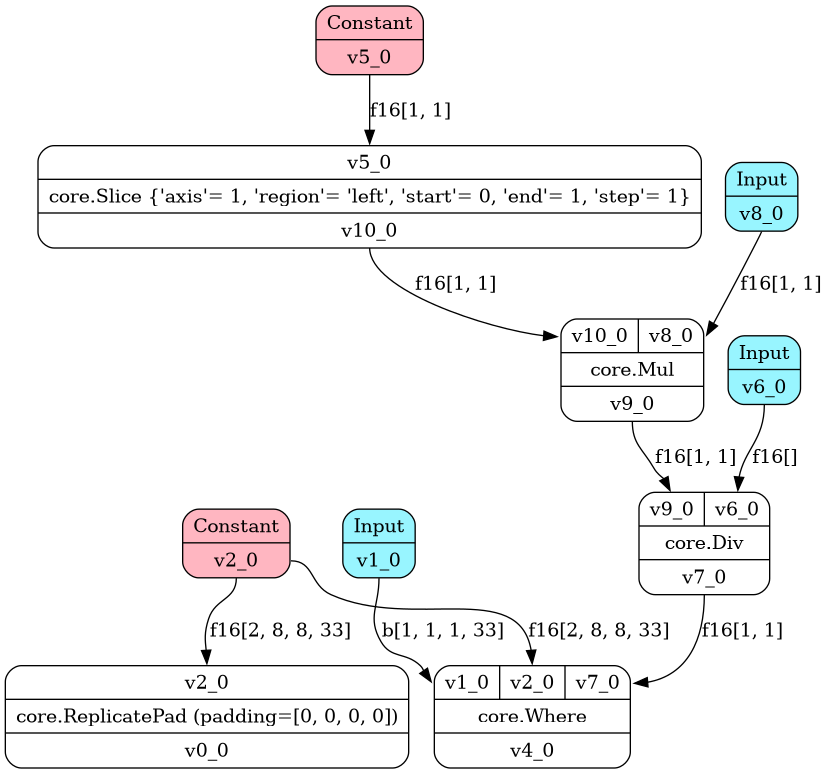 Constant
v5_0
f16[1, 1]
v5_0
core.Slice {'axis'= 1, 'region'= 'left', 'start'= 0, 'end'= 1, 'step'= 1}
v10_0
Input
v8_0
f16[1, 1]
f16[1, 1]
v10_0 v8_0
core.Mul
v9_0
Input
v6_0
f16[1, 1]
f16[]
v9_0 v6_0
core.Div
v7_0
Constant
v2_0
Input
v1_0
f16[2, 8, 8, 33]
b[1, 1, 1, 33]
f16[2, 8, 8, 33]
f16[1, 1]
v2_0
core.ReplicatePad (padding=[0, 0, 0, 0])
v0_0
v1_0 v2_0 v7_0
core.Where
v4_0